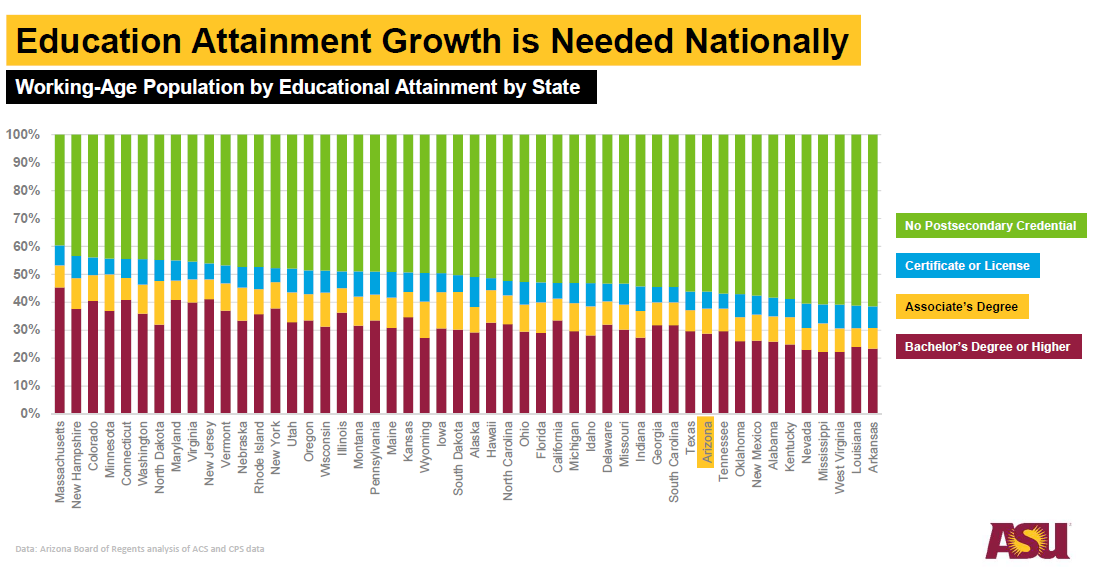 Education Attainment Growth is Needed Nationally
Working-Age Population by Educational Attainment by State
100%
90%
80%
70%
60%
50%
40%
30%
20%
10%
0%
Massachusetts
New Hampshire
Colorado
Minnesota
Connecticut
Washington
North Dakota
Maryland
Virginia
New Jersey
Vermont
Nebraska
Rhode Island
New York
Utah
Oregon
Wisconsin
Illinois
Montana
Pennsylvania
Maine
Kansas
Wyoming
Iowa
South Dakota
Alaska
Hawaii
North Carolina
Ohio
Florida
California
Michigan
Idaho
Delaware
Missouri
Indiana
Georgia
South Carolina
Texas
Arizona
Tennessee
Oklahoma
New Mexico
Alabama
Kentucky
Nevada
Mississippi
West Virginia
Louisiana
Arkansas
No Postsecondary Credential
Certificate or License
Associate's Degree
Bachelor's Degree or Higher
Data: Arizona Board of Regents analysis of ACS and CPS data
ASU